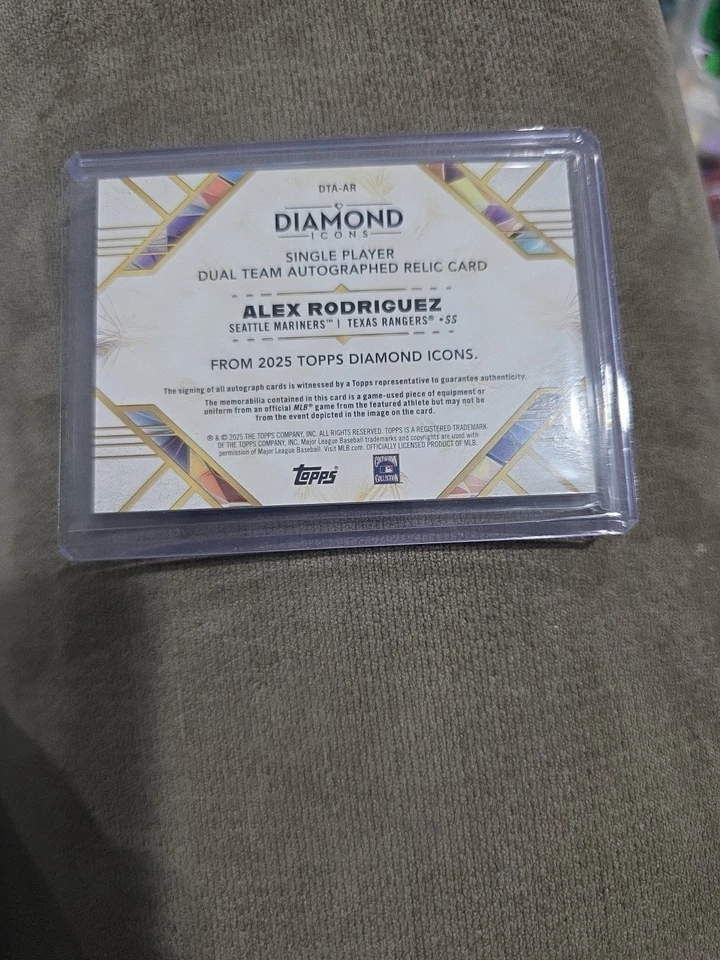 DTA-AR
DIAMOND
ICONS
SINGLE PLAYER
DUAL TEAM AUTOGRAPHED RELIC CARD
ALEX RODRIGUEZ
SEATTLE MARINERS™ | TEXAS RANGERS® • SS
FROM 2025 TOPPS DIAMOND ICONS.
The signing of all autograph cards is witnessed by a Topps representative to guarantee authenticity.
The memorabilia contained in this card is a game-used piece of equipment or
uniform from an official MLB® game from the featured athlete but may not be
from the event depicted in the image on the card.
® & © 2025 THE TOPPS COMPANY, INC. ALL RIGHTS RESERVED. TOPPS IS A REGISTERED TRADEMARK
OF THE TOPPS COMPANY, INC. Major League Baseball trademarks and copyrights are used with
permission of Major League Baseball. Visit MLB.com. OFFICIALLY LICENSED PRODUCT OF MLB.
topps®
COOPERSTOWN
COLLECTION